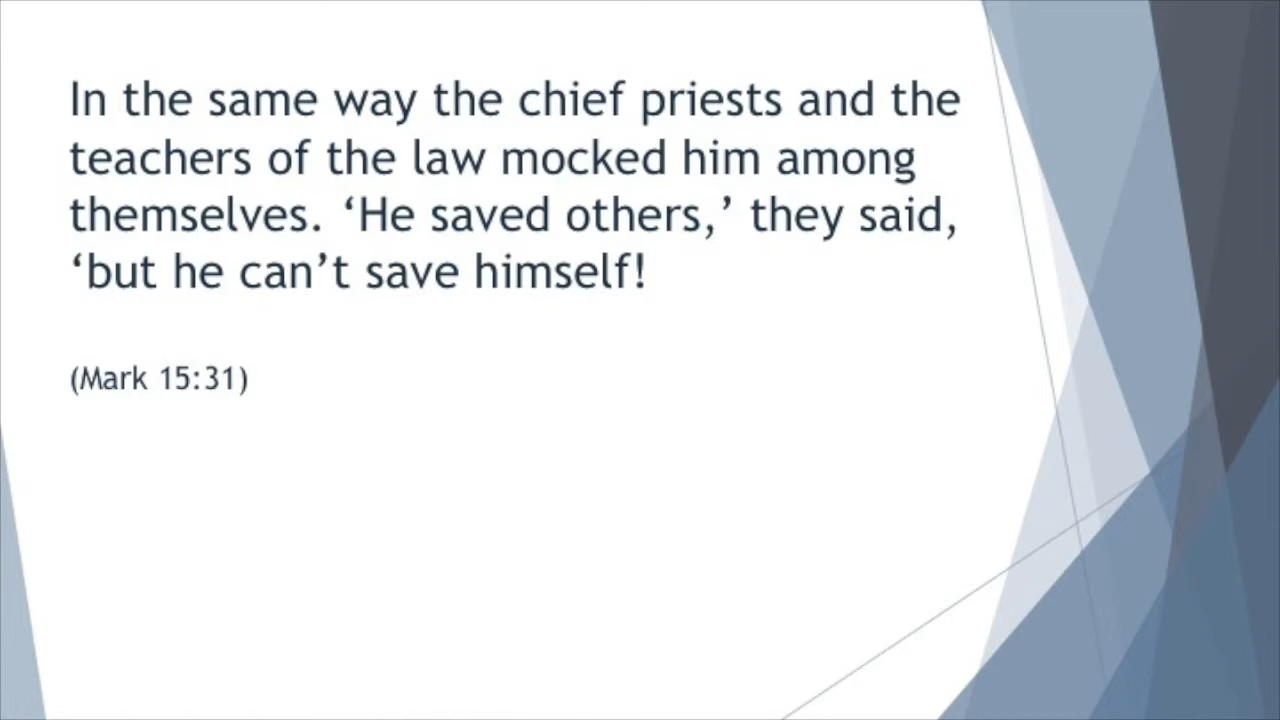 In the same way the chief priests and the
teachers of the law mocked him among
themselves. ‘He saved others,’ they said,
‘but he can’t save himself!
(Mark 15:31)